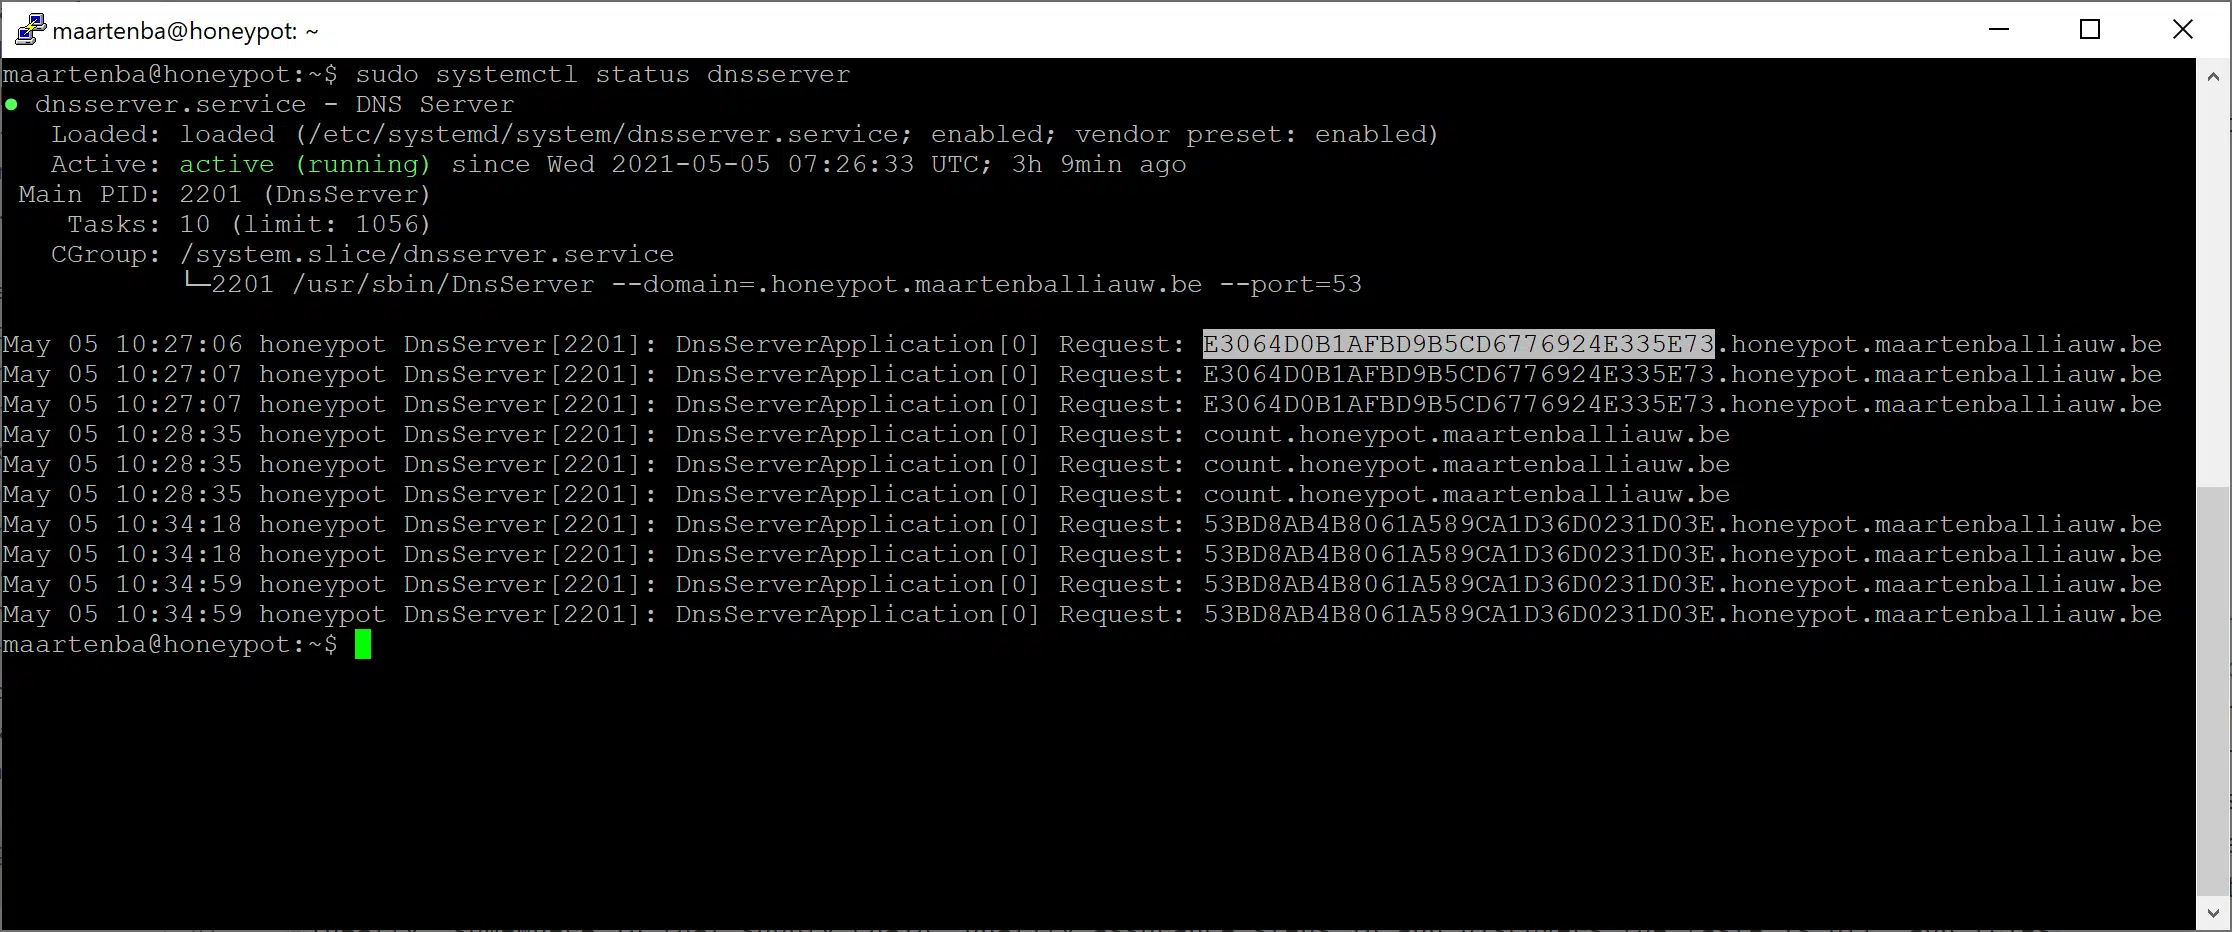 maartenba@honeypot: ~
maartenba@honeypot:~$ sudo systemctl status dnsserver
● dnsserver.service - DNS Server
   Loaded: loaded (/etc/systemd/system/dnsserver.service; enabled; vendor preset: enabled)
   Active: active (running) since Wed 2021-05-05 07:26:33 UTC; 3h 9min ago
 Main PID: 2201 (DnsServer)
    Tasks: 10 (limit: 1056)
   CGroup: /system.slice/dnsserver.service
           └─2201 /usr/sbin/DnsServer --domain=.honeypot.maartenballiauw.be --port=53
May 05 10:27:06 honeypot DnsServer[2201]: DnsServerApplication[0] Request: E3064D0B1AFBD9B5CD6776924E335E73.honeypot.maartenballiauw.be
May 05 10:27:07 honeypot DnsServer[2201]: DnsServerApplication[0] Request: E3064D0B1AFBD9B5CD6776924E335E73.honeypot.maartenballiauw.be
May 05 10:27:07 honeypot DnsServer[2201]: DnsServerApplication[0] Request: E3064D0B1AFBD9B5CD6776924E335E73.honeypot.maartenballiauw.be
May 05 10:28:35 honeypot DnsServer[2201]: DnsServerApplication[0] Request: count.honeypot.maartenballiauw.be
May 05 10:28:35 honeypot DnsServer[2201]: DnsServerApplication[0] Request: count.honeypot.maartenballiauw.be
May 05 10:28:35 honeypot DnsServer[2201]: DnsServerApplication[0] Request: count.honeypot.maartenballiauw.be
May 05 10:34:18 honeypot DnsServer[2201]: DnsServerApplication[0] Request: 53BD8AB4B8061A589CA1D36D0231D03E.honeypot.maartenballiauw.be
May 05 10:34:18 honeypot DnsServer[2201]: DnsServerApplication[0] Request: 53BD8AB4B8061A589CA1D36D0231D03E.honeypot.maartenballiauw.be
May 05 10:34:59 honeypot DnsServer[2201]: DnsServerApplication[0] Request: 53BD8AB4B8061A589CA1D36D0231D03E.honeypot.maartenballiauw.be
May 05 10:34:59 honeypot DnsServer[2201]: DnsServerApplication[0] Request: 53BD8AB4B8061A589CA1D36D0231D03E.honeypot.maartenballiauw.be
maartenba@honeypot:~$